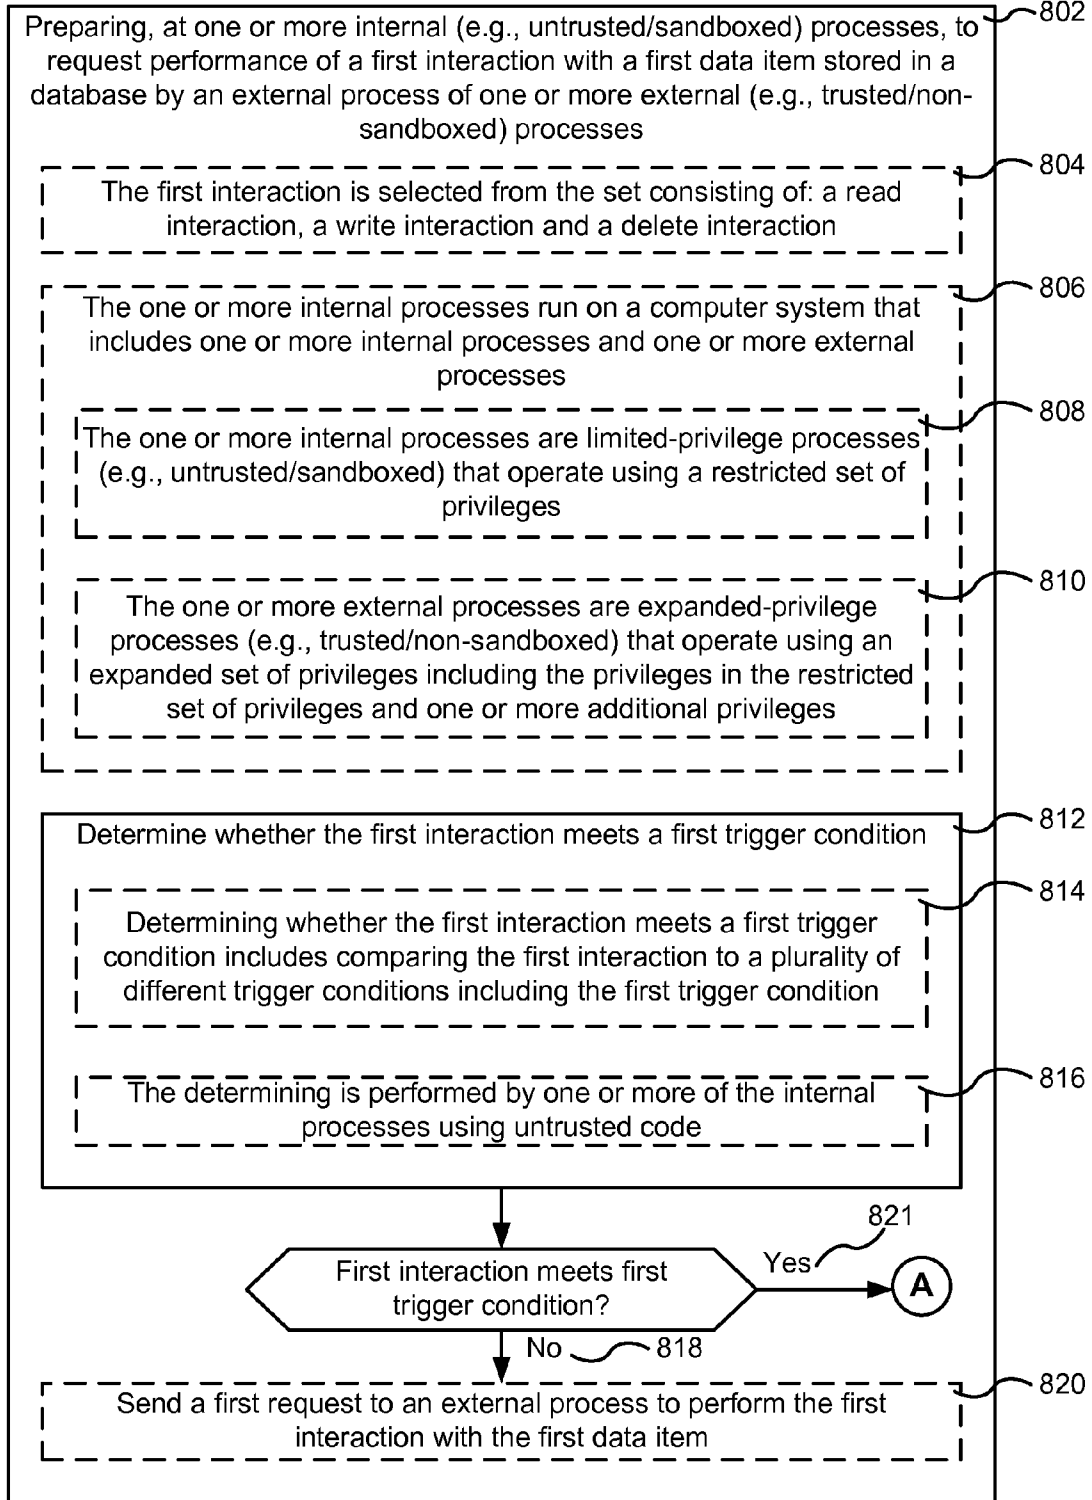 802
Preparing, at one or more internal (e.g., untrusted/sandboxed) processes, to
request performance of a first interaction with a first data item stored in a
database by an external process of one or more external (e.g., trusted/non-
sandboxed) processes
804
The first interaction is selected from the set consisting of: a read
interaction, a write interaction and a delete interaction
806
The one or more internal processes run on a computer system that
includes one or more internal processes and one or more external
processes
808
The one or more internal processes are limited-privilege processes
(e.g., untrusted/sandboxed) that operate using a restricted set of
privileges
810
The one or more external processes are expanded-privilege
processes (e.g., trusted/non-sandboxed) that operate using an
expanded set of privileges including the privileges in the restricted
set of privileges and one or more additional privileges
812
Determine whether the first interaction meets a first trigger condition
814
Determining whether the first interaction meets a first trigger
condition includes comparing the first interaction to a plurality of
different trigger conditions including the first trigger condition
816
The determining is performed by one or more of the internal
processes using untrusted code
821
Yes
First interaction meets first
trigger condition?
A
No
818
820
Send a first request to an external process to perform the first
interaction with the first data item